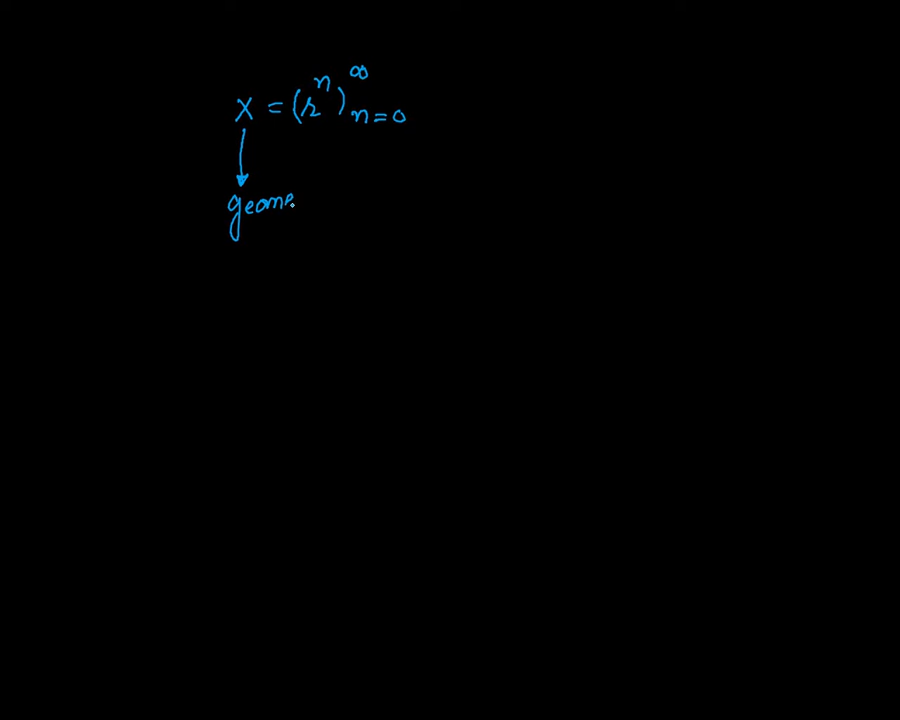 X = (r^n)_{n=0}^∞
geome